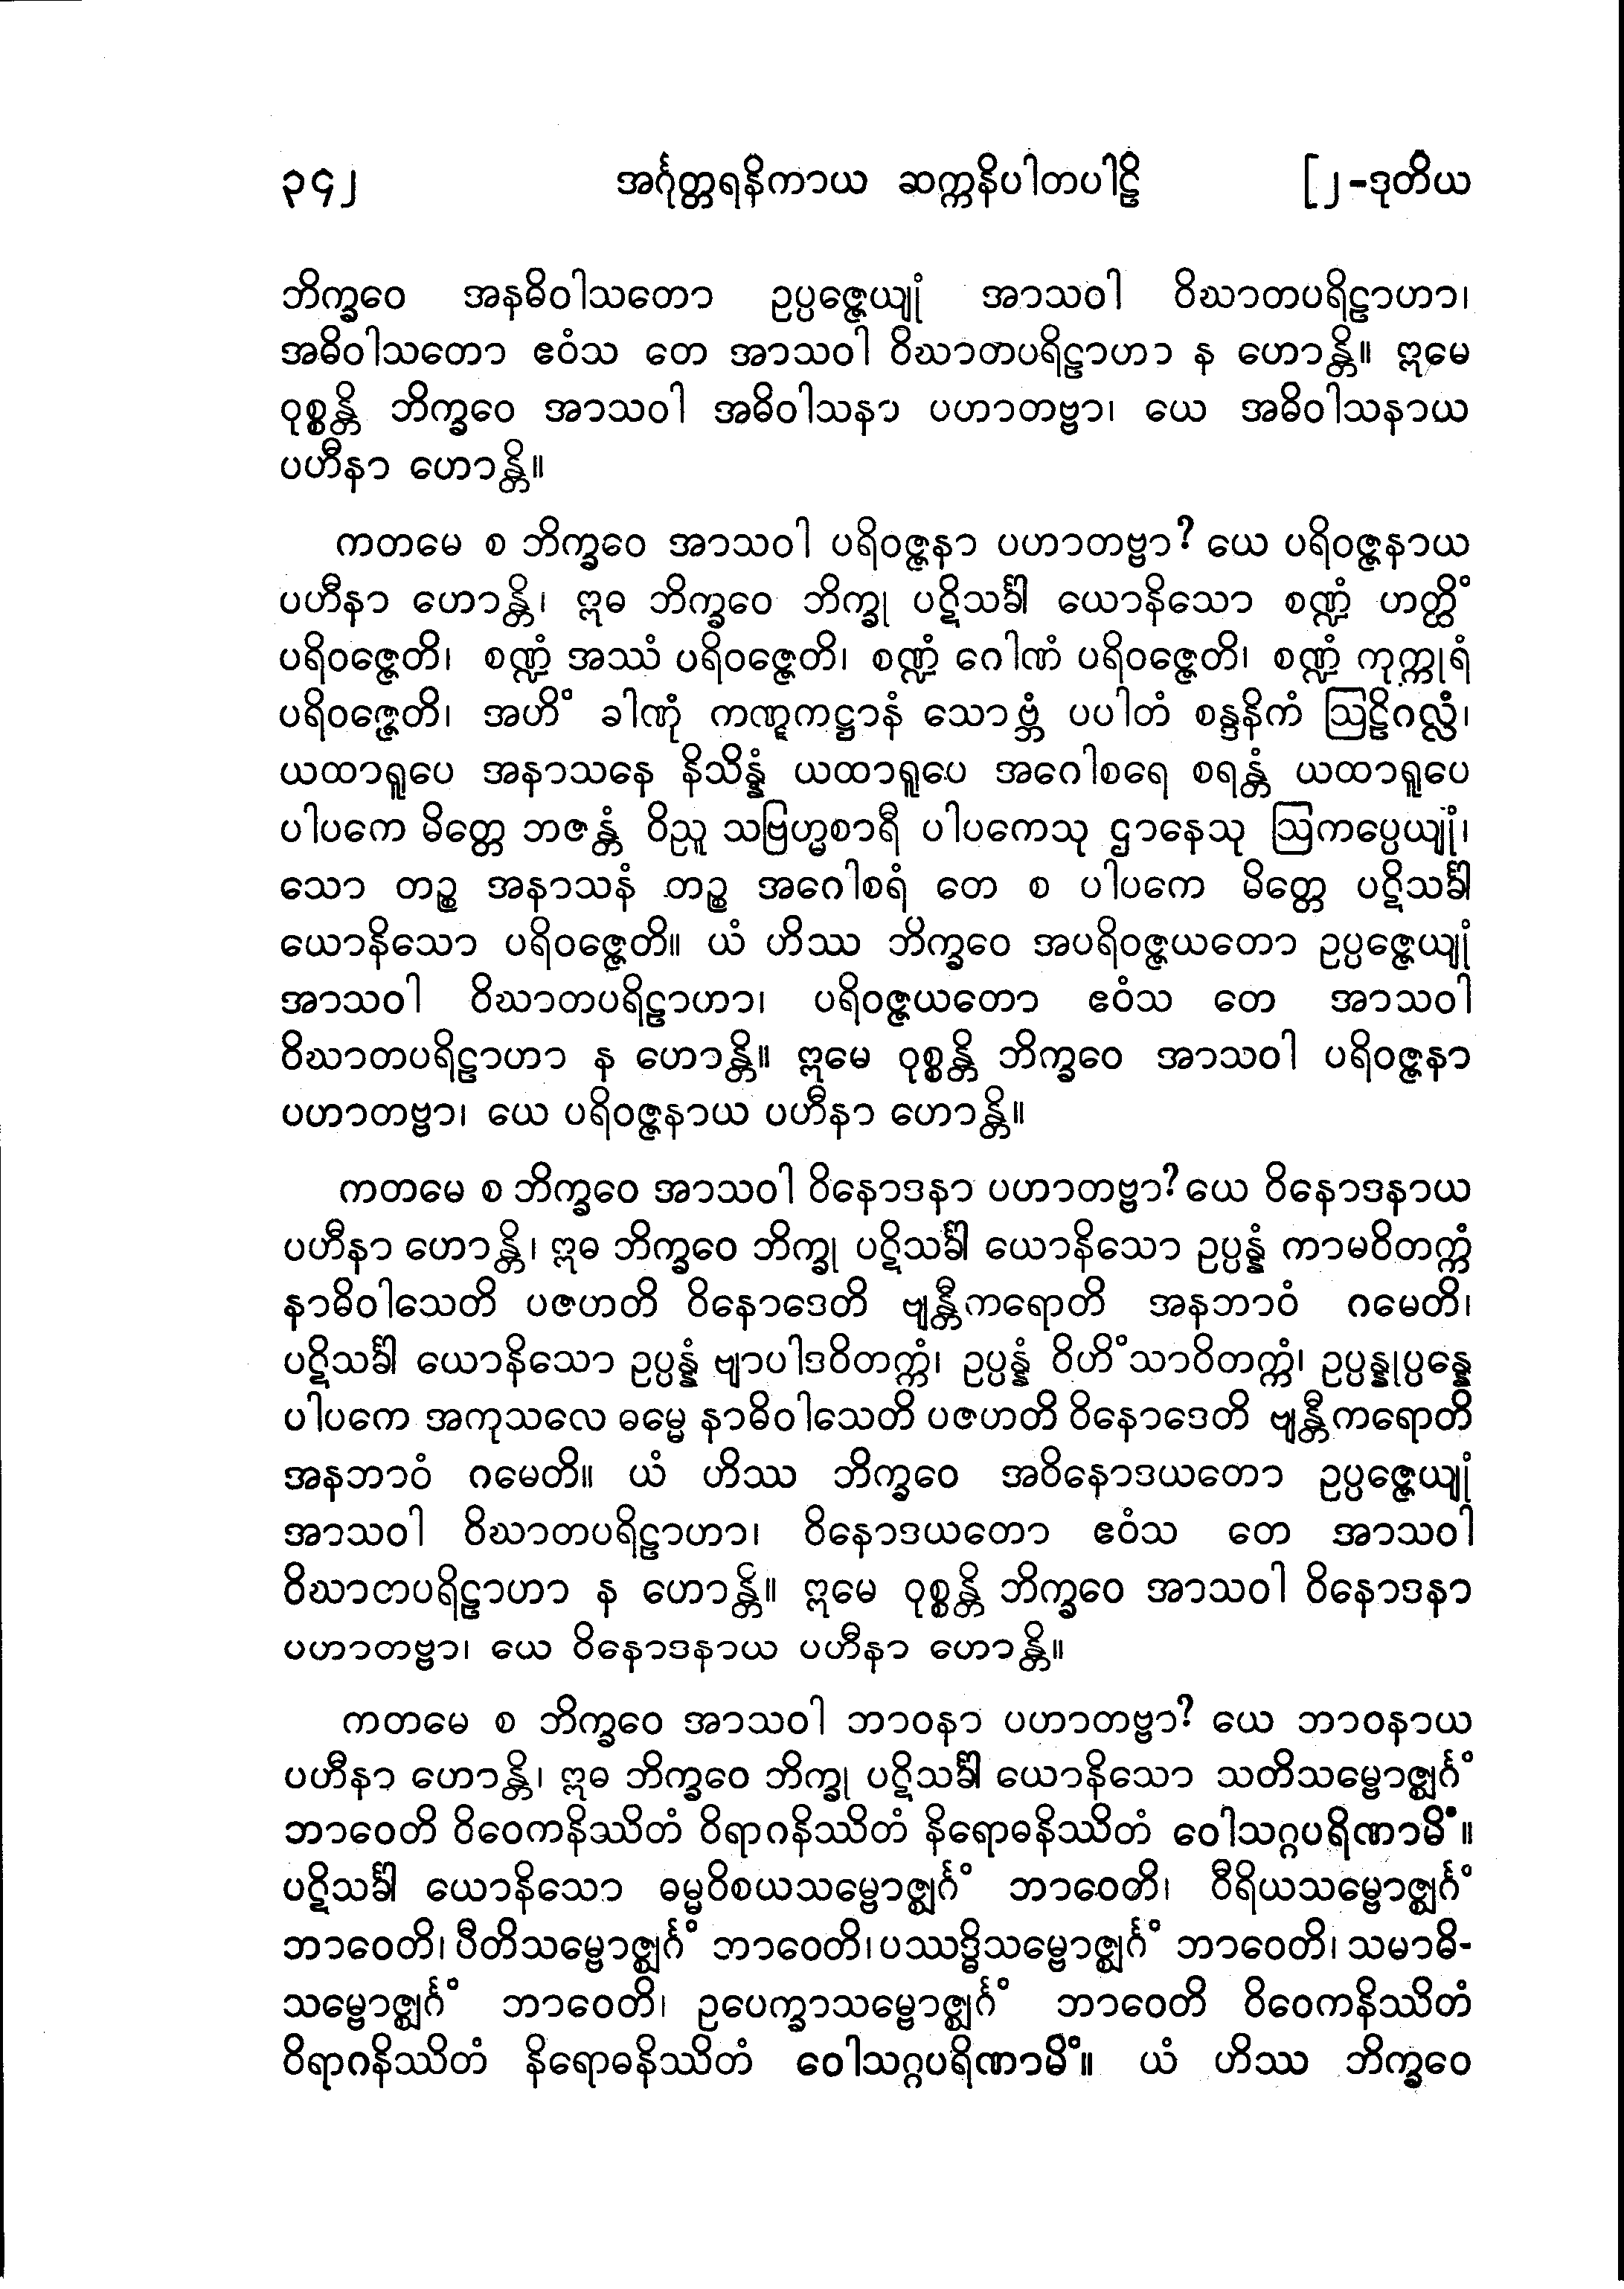 ၃၄၂ အင်္ဂုတ္တရနိကာယ ဆက္ကနိပါတပါဠိ [၂-ဒုတိယ
ဘိက္ခဝေ အနဓိဝါသတော ဥပ္ပဇ္ဇေယျုံ အာသဝါ ဝိဃာတပရိဠာဟာ၊
အဓိဝါသတော ဧဝံသ တေ အာသဝါ ဝိဃာတပရိဠာဟာ န ဟောန္တိ။ ဣမေ
ဝုစ္စန္တိ ဘိက္ခဝေ အာသဝါ အဓိဝါသနာ ပဟာတဗ္ဗာ၊ ယေ အဓိဝါသနာယ
ပဟီနာ ဟောန္တိ။
ကတမေ စ ဘိက္ခဝေ အာသဝါ ပရိဝဇ္ဇနာ ပဟာတဗ္ဗာ? ယေ ပရိဝဇ္ဇနာယ
ပဟီနာ ဟောန္တိ၊ ဣဓ ဘိက္ခဝေ ဘိက္ခု ပဋိသင်္ခါ ယောနိသော စဏ္ဍံ ဟတ္ထိံ
ပရိဝဇ္ဇေတိ၊ စဏ္ဍံ အဿံ ပရိဝဇ္ဇေတိ၊ စဏ္ဍံ ဂေါဏံ ပရိဝဇ္ဇေတိ၊ စဏ္ဍံ ကုက္ကုရံ
ပရိဝဇ္ဇေတိ၊ အဟိံ ခါဏုံ ကဏ္ဋကဋ္ဌာနံ သောဗ္ဘံ ပပါတံ စန္ဒနိကံ ဩဠိဂလ္လံ၊
ယထာရူပေ အနာသနေ နိသိန္နံ ယထာရူပေ အဂေါစရေ စရန္တံ ယထာရူပေ
ပါပကေ မိတ္တေ ဘဇန္တံ ဝိညူ သဗြဟ္မစာရီ ပါပကေသု ဌာနေသု ဩကပ္ပေယျုံ၊
သော တဉ္စ အနာသနံ တဉ္စ အဂေါစရံ တေ စ ပါပကေ မိတ္တေ ပဋိသင်္ခါ
ယောနိသော ပရိဝဇ္ဇေတိ။ ယံ ဟိဿ ဘိက္ခဝေ အပရိဝဇ္ဇယတော ဥပ္ပဇ္ဇေယျုံ
အာသဝါ ဝိဃာတပရိဠာဟာ၊ ပရိဝဇ္ဇယတော ဧဝံသ တေ အာသဝါ
ဝိဃာတပရိဠာဟာ န ဟောန္တိ။ ဣမေ ဝုစ္စန္တိ ဘိက္ခဝေ အာသဝါ ပရိဝဇ္ဇနာ
ပဟာတဗ္ဗာ၊ ယေ ပရိဝဇ္ဇနာယ ပဟီနာ ဟောန္တိ။
ကတမေ စ ဘိက္ခဝေ အာသဝါ ဝိနောဒနာ ပဟာတဗ္ဗာ? ယေ ဝိနောဒနာယ
ပဟီနာ ဟောန္တိ၊ ဣဓ ဘိက္ခဝေ ဘိက္ခု ပဋိသင်္ခါ ယောနိသော ဥပ္ပန္နံ ကာမဝိတက္ကံ
နာဓိဝါသေတိ ပဇဟတိ ဝိနောဒေတိ ဗျန္တီကရောတိ အနဘာဝံ ဂမေတိ၊
ပဋိသင်္ခါ ယောနိသော ဥပ္ပန္နံ ဗျာပါဒဝိတက္ကံ၊ ဥပ္ပန္နံ ဝိဟိံသာဝိတက္ကံ၊ ဥပ္ပန္နုပ္ပန္နေ
ပါပကေ အကုသလေ ဓမ္မေ နာဓိဝါသေတိ ပဇဟတိ ဝိနောဒေတိ ဗျန္တီကရောတိ
အနဘာဝံ ဂမေတိ။ ယံ ဟိဿ ဘိက္ခဝေ အဝိနောဒယတော ဥပ္ပဇ္ဇေယျုံ
အာသဝါ ဝိဃာတပရိဠာဟာ၊ ဝိနောဒယတော ဧဝံသ တေ အာသဝါ
ဝိဃာတပရိဠာဟာ န ဟောန္တိ။ ဣမေ ဝုစ္စန္တိ ဘိက္ခဝေ အာသဝါ ဝိနောဒနာ
ပဟာတဗ္ဗာ၊ ယေ ဝိနောဒနာယ ပဟီနာ ဟောန္တိ။
ကတမေ စ ဘိက္ခဝေ အာသဝါ ဘာဝနာ ပဟာတဗ္ဗာ? ယေ ဘာဝနာယ
ပဟီနာ ဟောန္တိ၊ ဣဓ ဘိက္ခဝေ ဘိက္ခု ပဋိသင်္ခါ ယောနိသော သတိသမ္ဗောဇ္ဈင်္ဂံ
ဘာဝေတိ ဝိဝေကနိဿိတံ ဝိရာဂနိဿိတံ နိရောဓနိဿိတံ ဝေါသဂ္ဂပရိဏာမိံ။
ပဋိသင်္ခါ ယောနိသော ဓမ္မဝိစယသမ္ဗောဇ္ဈင်္ဂံ ဘာဝေတိ၊ ဝီရိယသမ္ဗောဇ္ဈင်္ဂံ
ဘာဝေတိ၊ ပီတိသမ္ဗောဇ္ဈင်္ဂံ ဘာဝေတိ၊ ပဿဒ္ဓိသမ္ဗောဇ္ဈင်္ဂံ ဘာဝေတိ၊ သမာဓိ-
သမ္ဗောဇ္ဈင်္ဂံ ဘာဝေတိ၊ ဥပေက္ခာသမ္ဗောဇ္ဈင်္ဂံ ဘာဝေတိ ဝိဝေကနိဿိတံ
ဝိရာဂနိဿိတံ နိရောဓနိဿိတံ ဝေါသဂ္ဂပရိဏာမိံ။ ယံ ဟိဿ ဘိက္ခဝေ